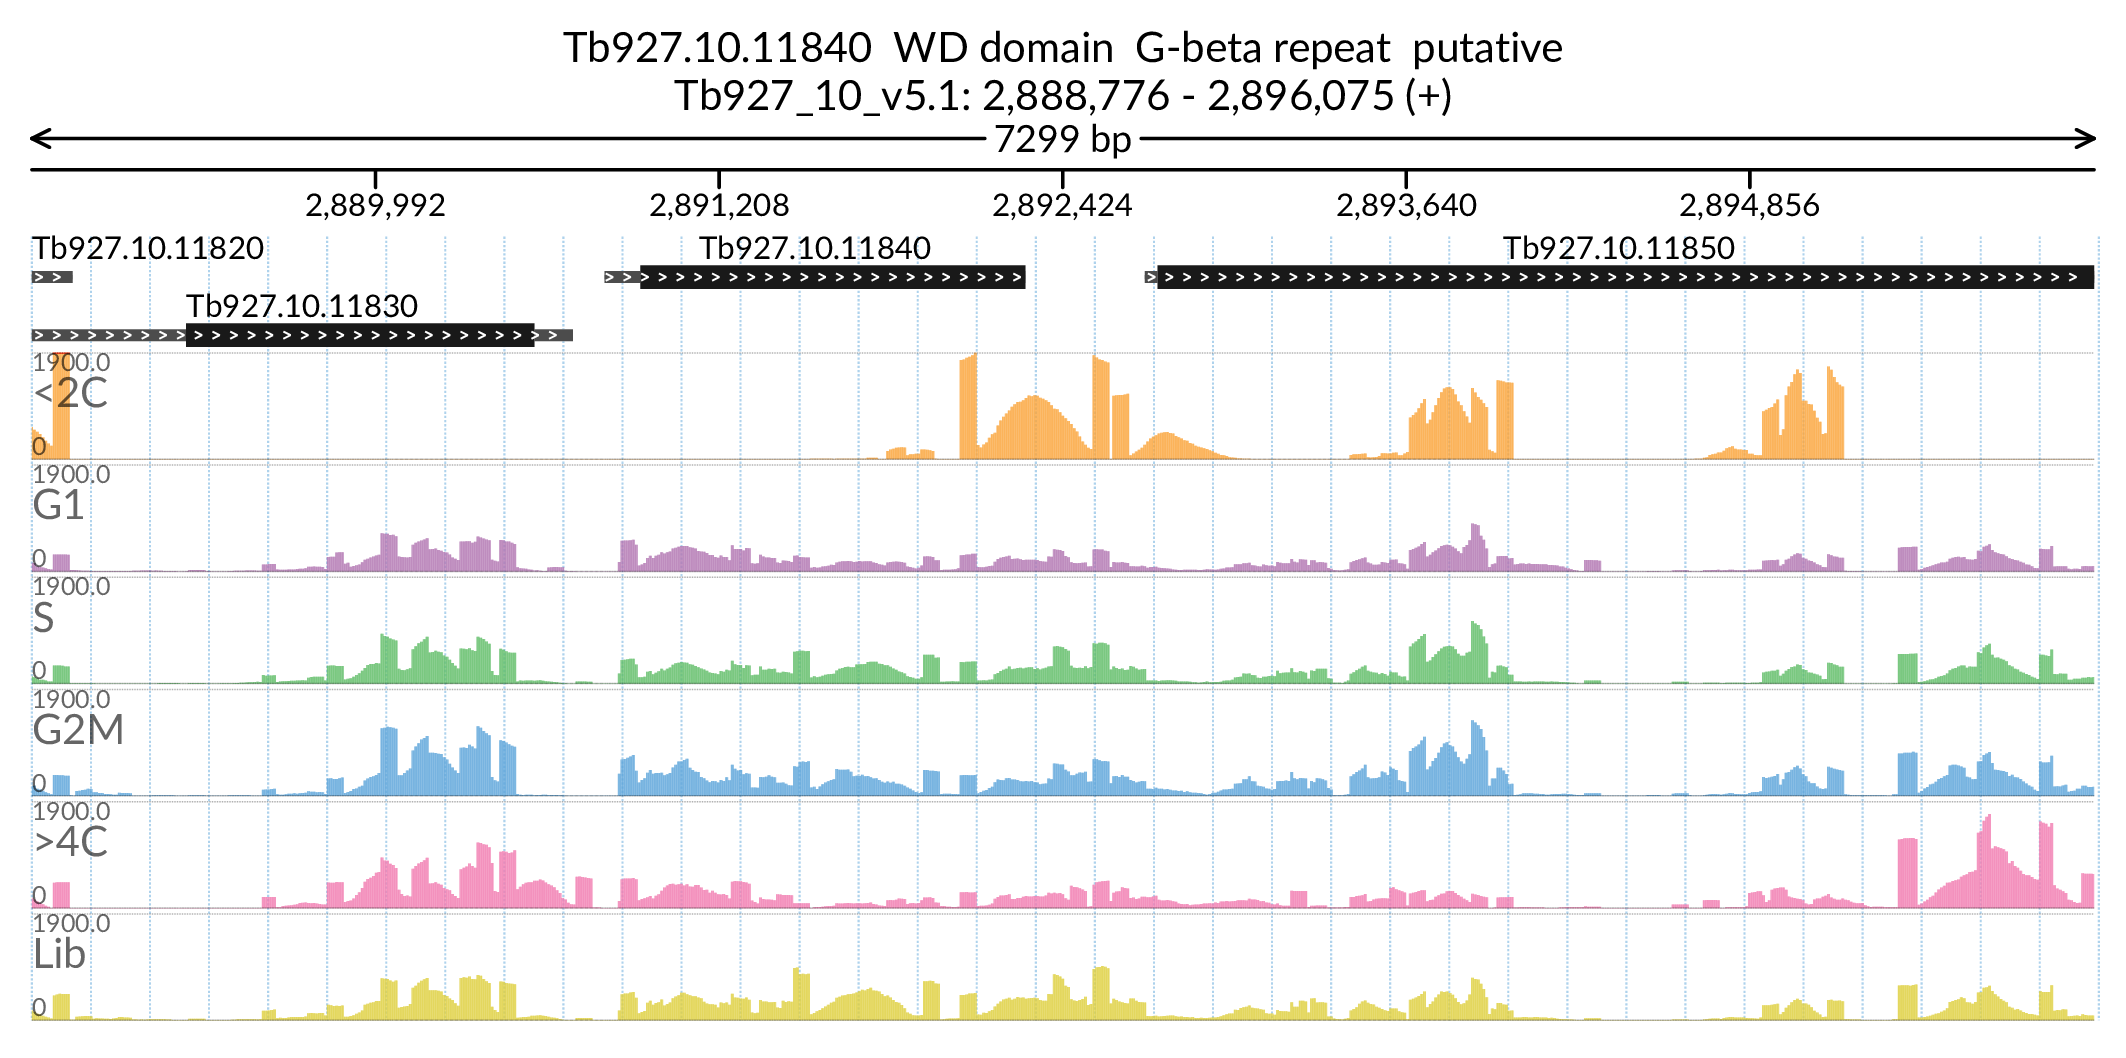 Tb927.10.11840  WD domain  G-beta repeat  putative
Tb927_10_v5.1: 2,888,776 - 2,896,075 (+)
7299 bp
2,889,992 2,891,208 2,892,424 2,893,640 2,894,856
Tb927.10.11820 Tb927.10.11840 Tb927.10.11850
Tb927.10.11830
1900.0
<2C
0
1900.0
G1
0
1900.0
S
0
1900.0
G2M
0
1900.0
>4C
0
1900.0
Lib
0